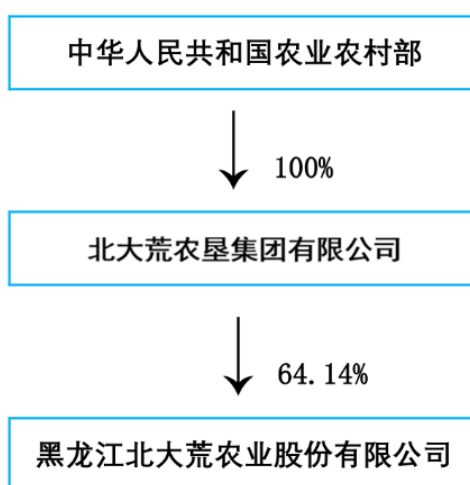 中华人民共和国农业农村部
100%
北大荒农垦集团有限公司
64.14%
黑龙江北大荒农业股份有限公司